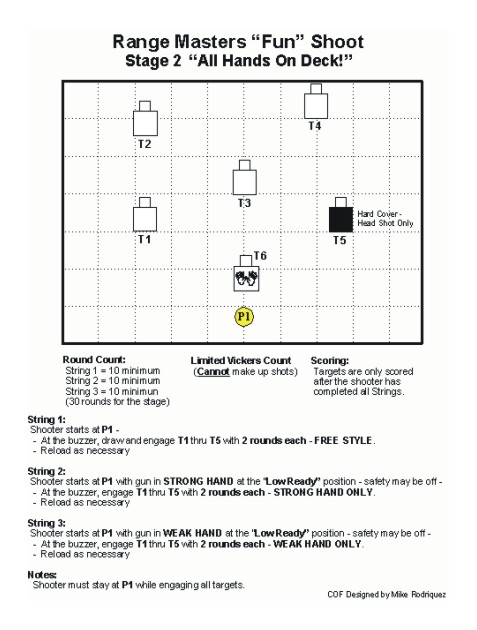 Range Masters “Fun” Shoot
Stage 2 “All Hands On Deck!”
T4
T2
T3
Hard Cover -
Head Shot Only
T1
T5
T6
P1
Round Count:
String 1 = 10 minimum
String 2 = 10 minimum
String 3 = 10 minimun
(30 rounds for the stage)
Limited Vickers Count
(Cannot make up shots)
Scoring:
Targets are only scored
after the shooter has
completed all Strings.
String 1:
Shooter starts at P1 -
- At the buzzer, draw and engage T1 thru T5 with 2 rounds each - FREE STYLE.
- Reload as necessary
String 2:
Shooter starts at P1 with gun in STRONG HAND at the "Low Ready" position - safety may be off -
- At the buzzer, engage T1 thru T5 with 2 rounds each - STRONG HAND ONLY.
- Reload as necessary
String 3:
Shooter starts at P1 with gun in WEAK HAND at the "Low Ready" position - safety may be off -
- At the buzzer, engage T1 thru T5 with 2 rounds each - WEAK HAND ONLY.
- Reload as necessary
Notes:
Shooter must stay at P1 while engaging all targets.
COF Designed by Mike Rodriquez